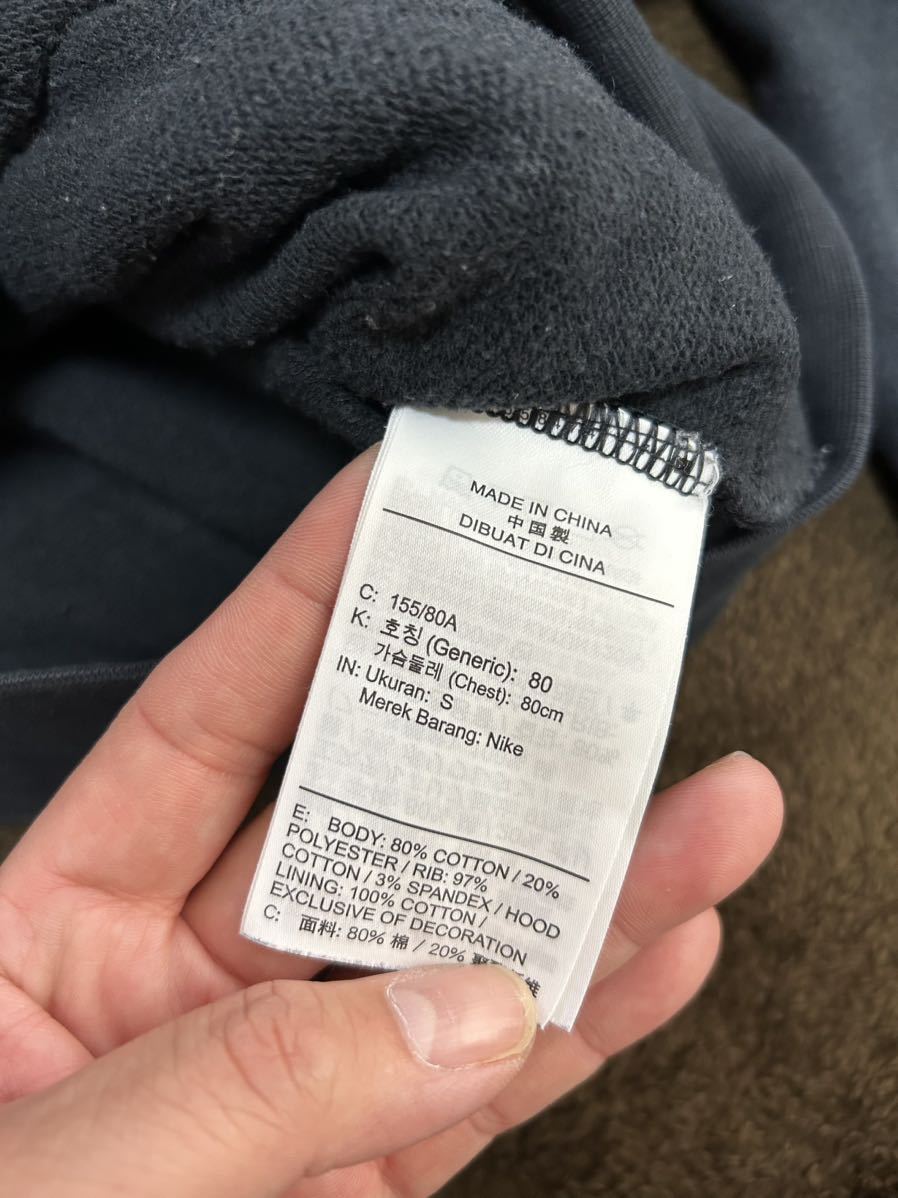 MADE IN CHINA
中国製
DIBUAT DI CINA
C: 155/80A
K: 호칭 (Generic): 80
가슴둘레 (Chest): 80cm
IN: Ukuran: S
Merek Barang: Nike
E: BODY: 80% COTTON / 20%
POLYESTER / RIB: 97%
COTTON / 3% SPANDEX / HOOD
LINING: 100% COTTON /
EXCLUSIVE OF DECORATION
C: 面料: 80% 棉 / 20%